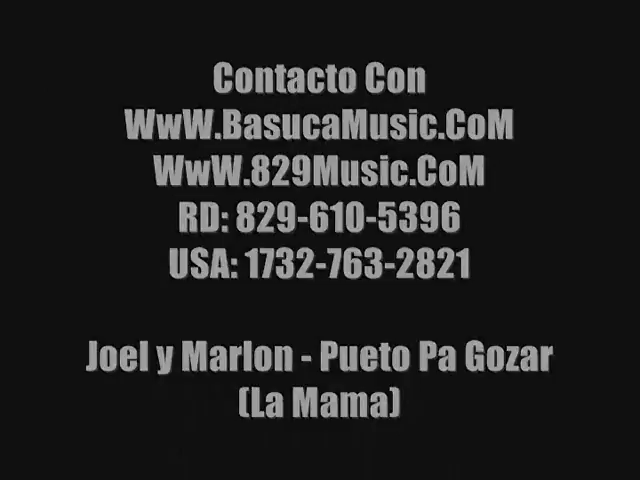 Contacto Con
WwW.BasucaMusic.CoM
WwW.829Music.CoM
RD: 829-610-5396
USA: 1732-763-2821
Joel y Marlon - Pueto Pa Gozar
(La Mama)